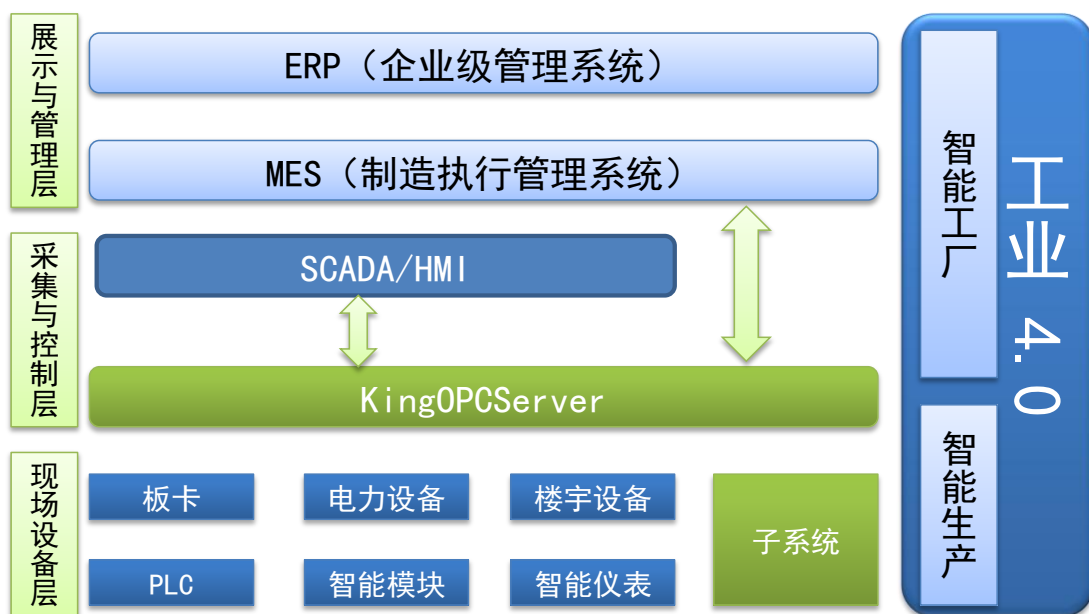 展示与管理层
ERP（企业级管理系统）
MES（制造执行管理系统）
采集与控制层
SCADA/HMI
KingOPCServer
现场设备层
板卡
电力设备
楼宇设备
子系统
PLC
智能模块
智能仪表
智能工厂
智能生产
工业 4.0